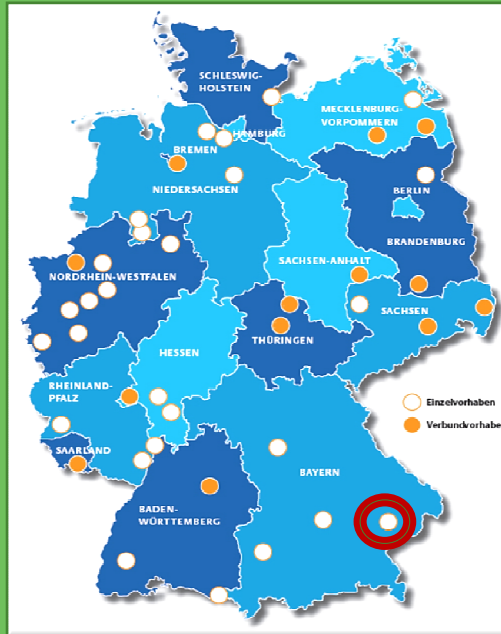 SCHLESWIG-
HOLSTEIN
MECKLENBURG-
VORPOMMERN
HAMBURG
BREMEN
NIEDERSACHSEN
BERLIN
BRANDENBURG
SACHSEN-ANHALT
NORDRHEIN-WESTFALEN
SACHSEN
THÜRINGEN
HESSEN
RHEINLAND-
PFALZ
Einzelvorhaben
Verbundvorhabe
SAARLAND
BAYERN
BADEN-
WÜRTTEMBERG